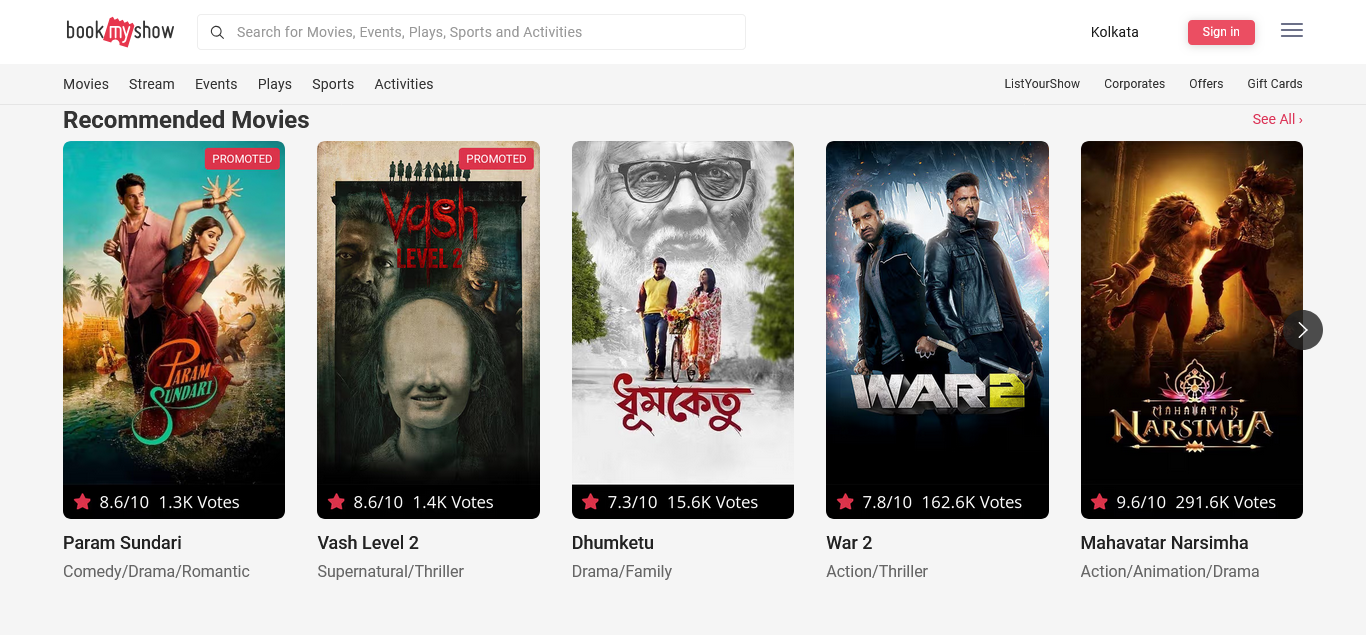 bookmyshow
Search for Movies, Events, Plays, Sports and Activities
Kolkata
Sign in
Movies Stream Events Plays Sports Activities
ListYourShow Corporates Offers Gift Cards
Recommended Movies
See All ›
PROMOTED
PARAM
SUNDARI
8.6/10 1.3K Votes
Param Sundari
Comedy/Drama/Romantic
PROMOTED
Vash
LEVEL 2
8.6/10 1.4K Votes
Vash Level 2
Supernatural/Thriller
ধূমকেতু
7.3/10 15.6K Votes
Dhumketu
Drama/Family
WAR 2
7.8/10 162.6K Votes
War 2
Action/Thriller
MAHAVATAR
NARSIMHA
9.6/10 291.6K Votes
Mahavatar Narsimha
Action/Animation/Drama